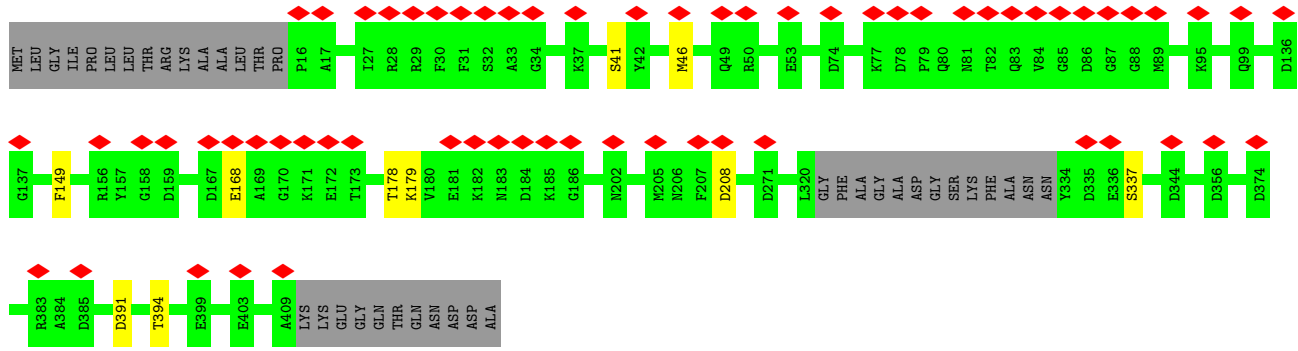 MET LEU GLY ILE PRO LEU LEU THR ARG LYS ALA ALA LEU THR PRO P16 A17 I27 R28 R29 F30 F31 S32 A33 G34 K37 S41 Y42 M46 Q49 R50 E53 D74 K77 D78 P79 Q80 N81 T82 Q83 V84 G85 D86 G87 G88 M89 K95 Q99 D136
G137 F149 R156 Y157 G158 D159 D167 E168 A169 G170 K171 E172 T173 T178 K179 V180 E181 K182 N183 D184 K185 G186 N202 M205 N206 F207 D208 D271 L320 GLY PHE ALA GLY ALA ASP GLY SER LYS PHE ALA ASN ASN Y334 D335 E336 S337 D344 D356 D374
R383 A384 D385 D391 T394 E399 E403 A409 LYS LYS GLU GLY GLN THR GLN ASN ASP ASP ALA